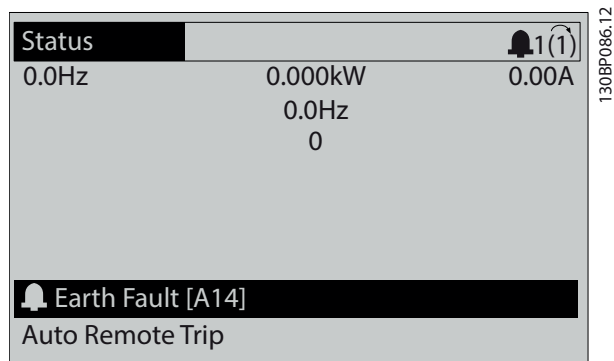 Status 1(1)
0.0Hz 0.000kW 0.00A
0.0Hz
0
Earth Fault [A14]
Auto Remote Trip
130BP086.12